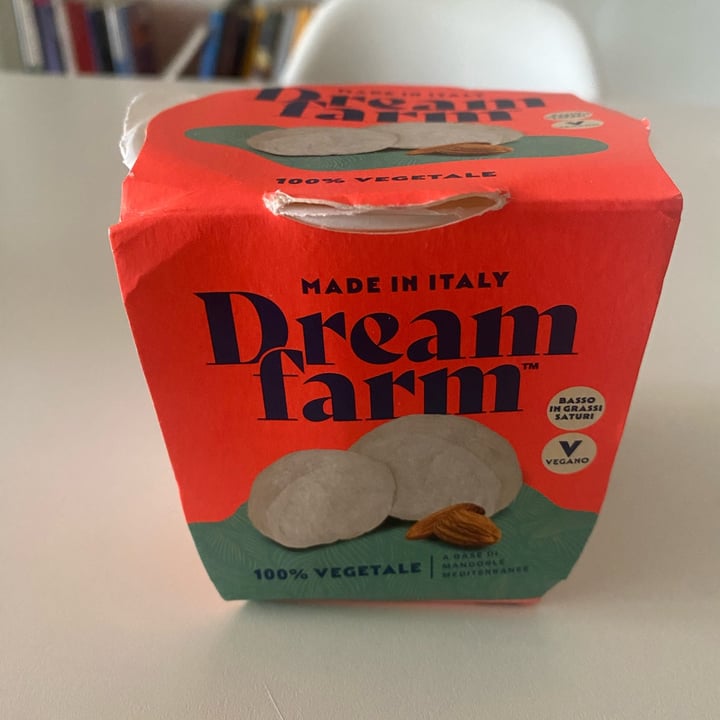 MADE IN ITALY
Dream
farm
100% VEGETALE
MADE IN ITALY
Dream
farm™
BASSO
IN GRASSI
SATURI
V
VEGANO
100% VEGETALE
A BASE DI
MANDORLE
MEDITERRANEE